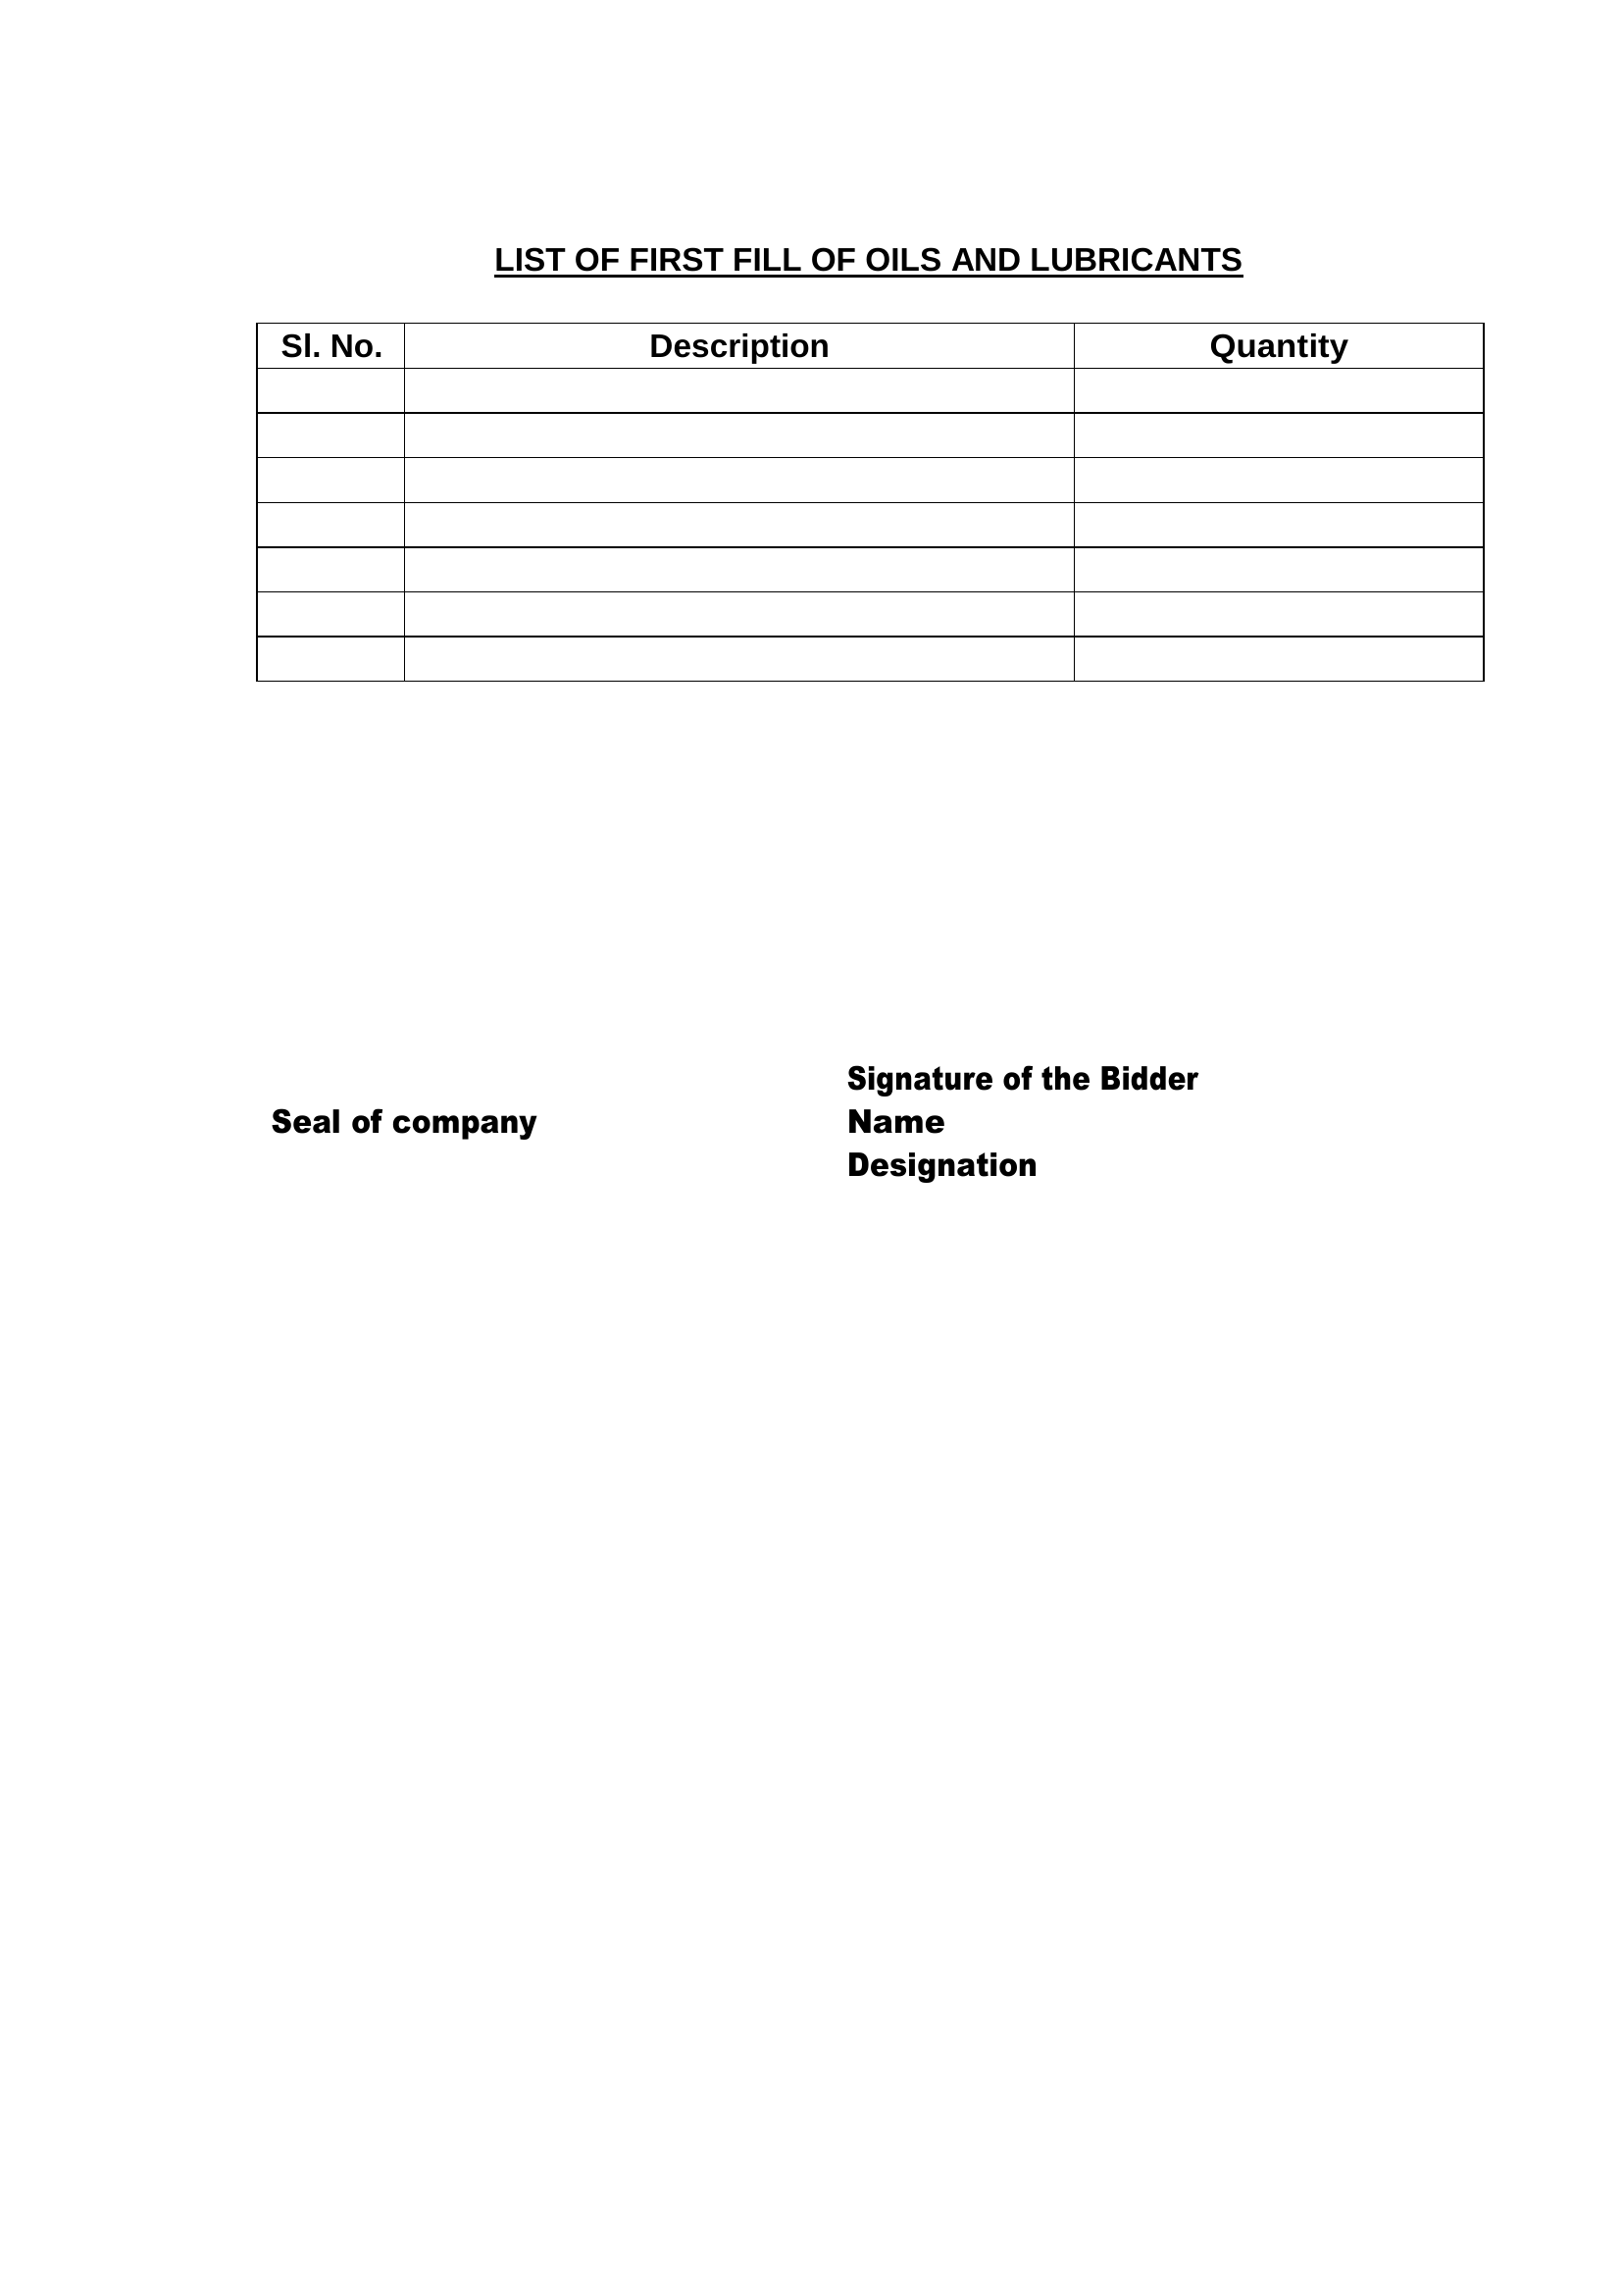 LIST OF FIRST FILL OF OILS AND LUBRICANTS
Sl. No. Description Quantity
Signature of the Bidder
Seal of company Name
Designation